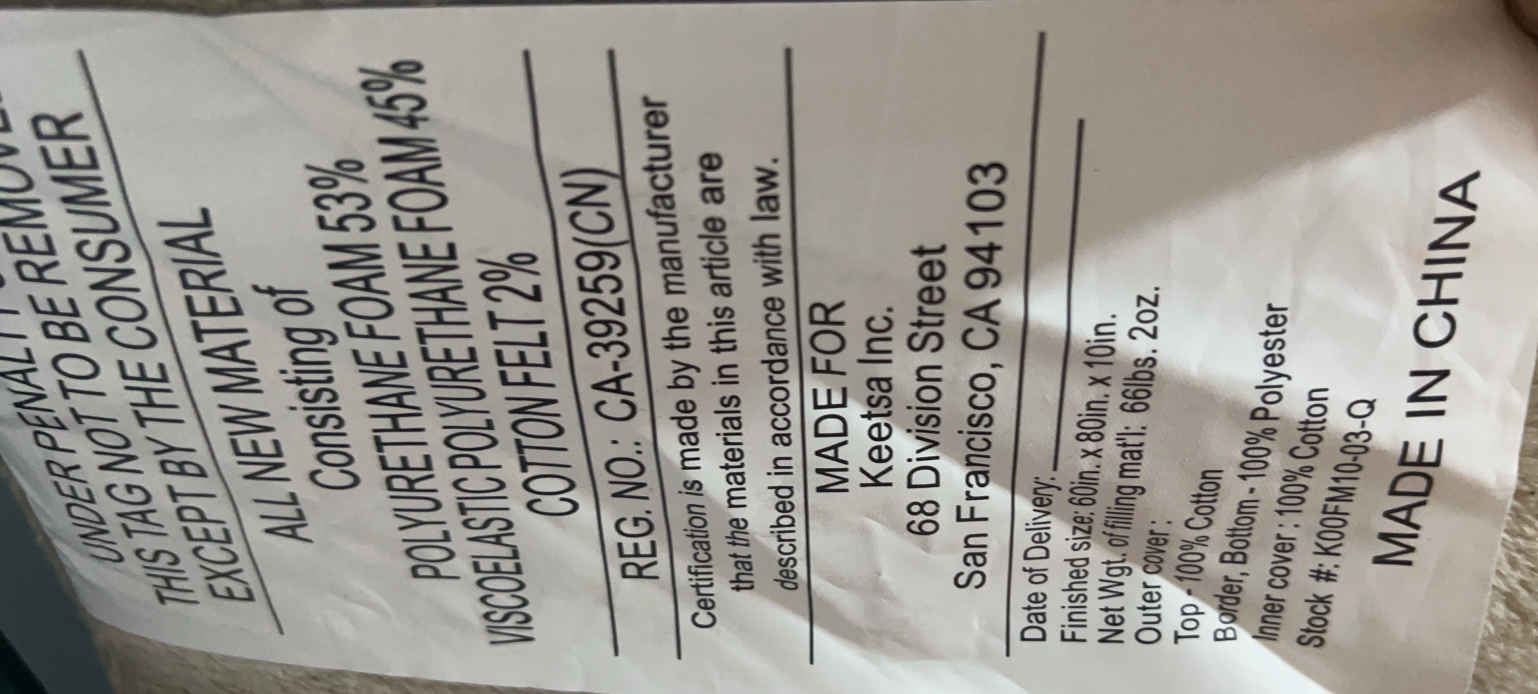 UNDER PENALTY
THIS TAG NOT TO BE REMOVED
EXCEPT BY THE CONSUMER
ALL NEW MATERIAL
Consisting of
POLYURETHANE FOAM 53%
VISCOELASTIC POLYURETHANE FOAM 45%
COTTON FELT 2%
REG. NO.: CA-39259(CN)
Certification is made by the manufacturer
that the materials in this article are
described in accordance with law.
MADE FOR
Keetsa Inc.
68 Division Street
San Francisco, CA 94103
Date of Delivery:
Finished size: 60in. x 80in. x 10in.
Net Wgt. of filling mat'l: 66lbs. 2oz.
Outer cover :
Top - 100% Cotton
Border, Bottom - 100% Polyester
Inner cover : 100% Cotton
Stock #: K00FM10-03-Q
MADE IN CHINA